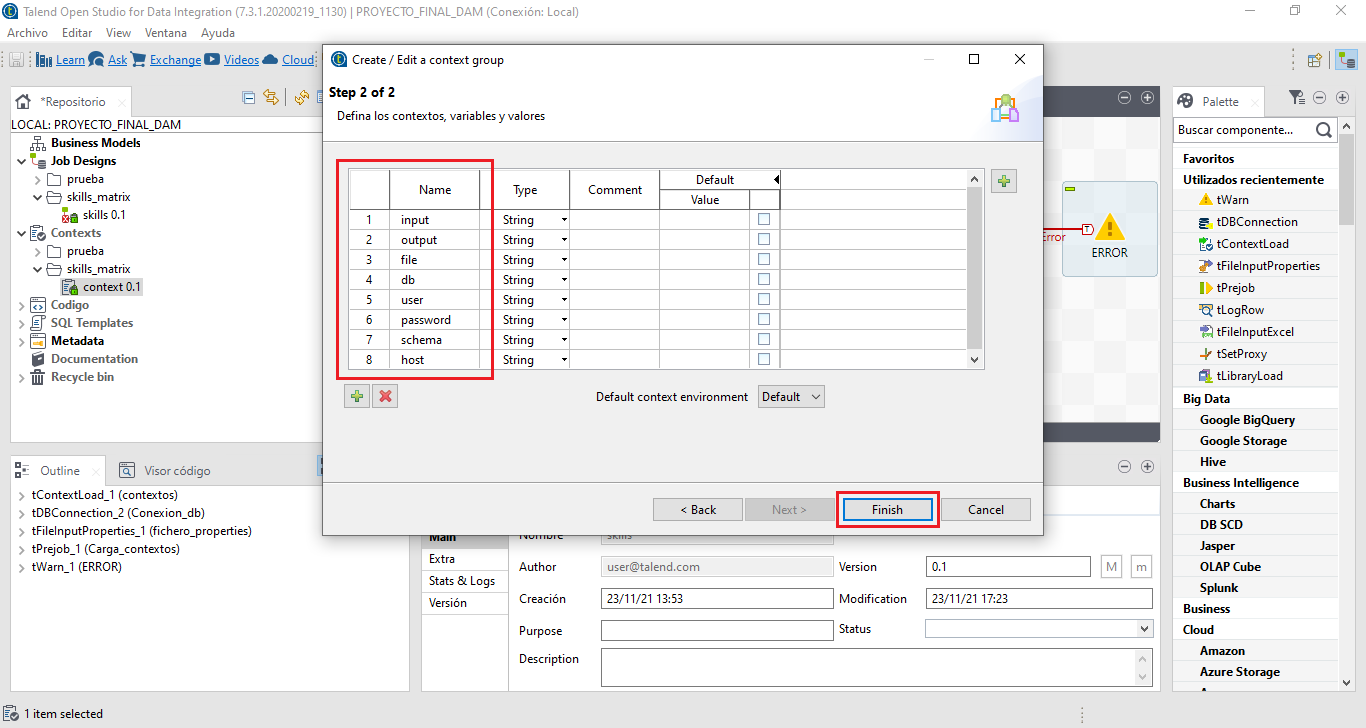 Talend Open Studio for Data Integration (7.3.1.20200219_1130) | PROYECTO_FINAL_DAM (Conexión: Local)
Archivo Editar View Ventana Ayuda
Learn Ask Exchange Videos Cloud
*Repositorio
LOCAL: PROYECTO_FINAL_DAM
Business Models
Job Designs
prueba
skills_matrix
skills 0.1
Contexts
prueba
skills_matrix
context 0.1
Codigo
SQL Templates
Metadata
Documentation
Recycle bin
Create / Edit a context group
Step 2 of 2
Defina los contextos, variables y valores
Name Type Comment Default
Value
1 input String
2 output String
3 file String
4 db String
5 user String
6 password String
7 schema String
8 host String
Default context environment Default
< Back Next > Finish Cancel
Error
T
ERROR
Palette
Buscar componente...
Favoritos
Utilizados recientemente
tWarn
tDBConnection
tContextLoad
tFileInputProperties
tPrejob
tLogRow
tFileInputExcel
tSetProxy
tLibraryLoad
Big Data
Google BigQuery
Google Storage
Hive
Business Intelligence
Charts
DB SCD
Jasper
OLAP Cube
Splunk
Business
Cloud
Amazon
Azure Storage
Outline Visor código
tContextLoad_1 (contextos)
tDBConnection_2 (Conexion_db)
tFileInputProperties_1 (fichero_properties)
tPrejob_1 (Carga_contextos)
tWarn_1 (ERROR)
Main
Extra
Stats & Logs
Versión
Nombre skills
Author user@talend.com Version 0.1 M m
Creación 23/11/21 13:53 Modification 23/11/21 17:23
Purpose Status
Description
1 item selected